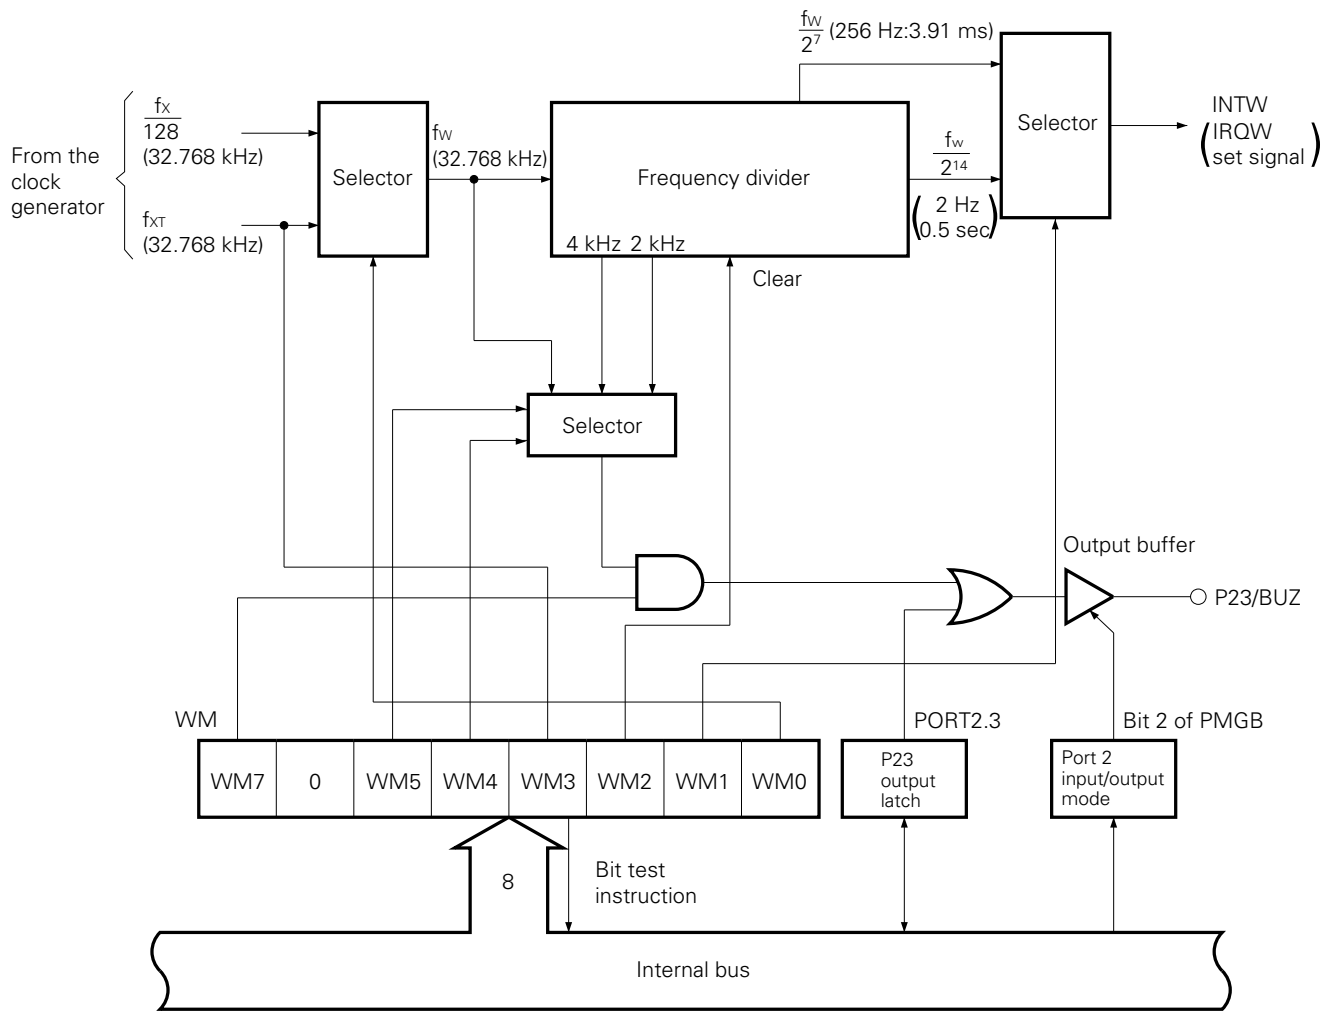 fW
2^7 (256 Hz:3.91 ms)
fX
128
(32.768 kHz)
From the
clock
generator
fXT
(32.768 kHz)
Selector
fW
(32.768 kHz)
Frequency divider
4 kHz 2 kHz
Clear
fW
2^14
(2 Hz
0.5 sec)
Selector
INTW
(IRQW
set signal)
Selector
Output buffer
P23/BUZ
WM
PORT2.3
Bit 2 of PMGB
WM7 0 WM5 WM4 WM3 WM2 WM1 WM0
P23
output
latch
Port 2
input/output
mode
8
Bit test
instruction
Internal bus